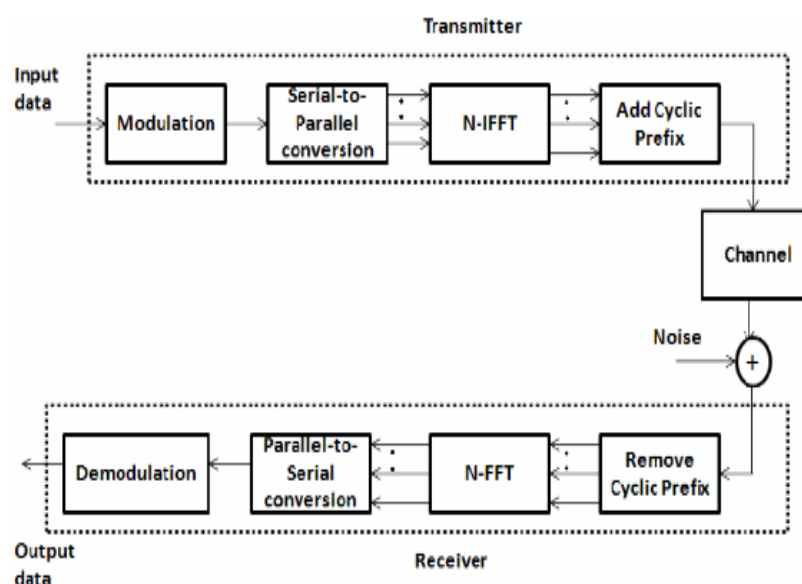 Transmitter
Input
data
Modulation
Serial-to-
Parallel
conversion
N-IFFT
Add Cyclic
Prefix
Channel
Noise
+
Demodulation
Parallel-to-
Serial
conversion
N-FFT
Remove
Cyclic Prefix
Output
data
Receiver